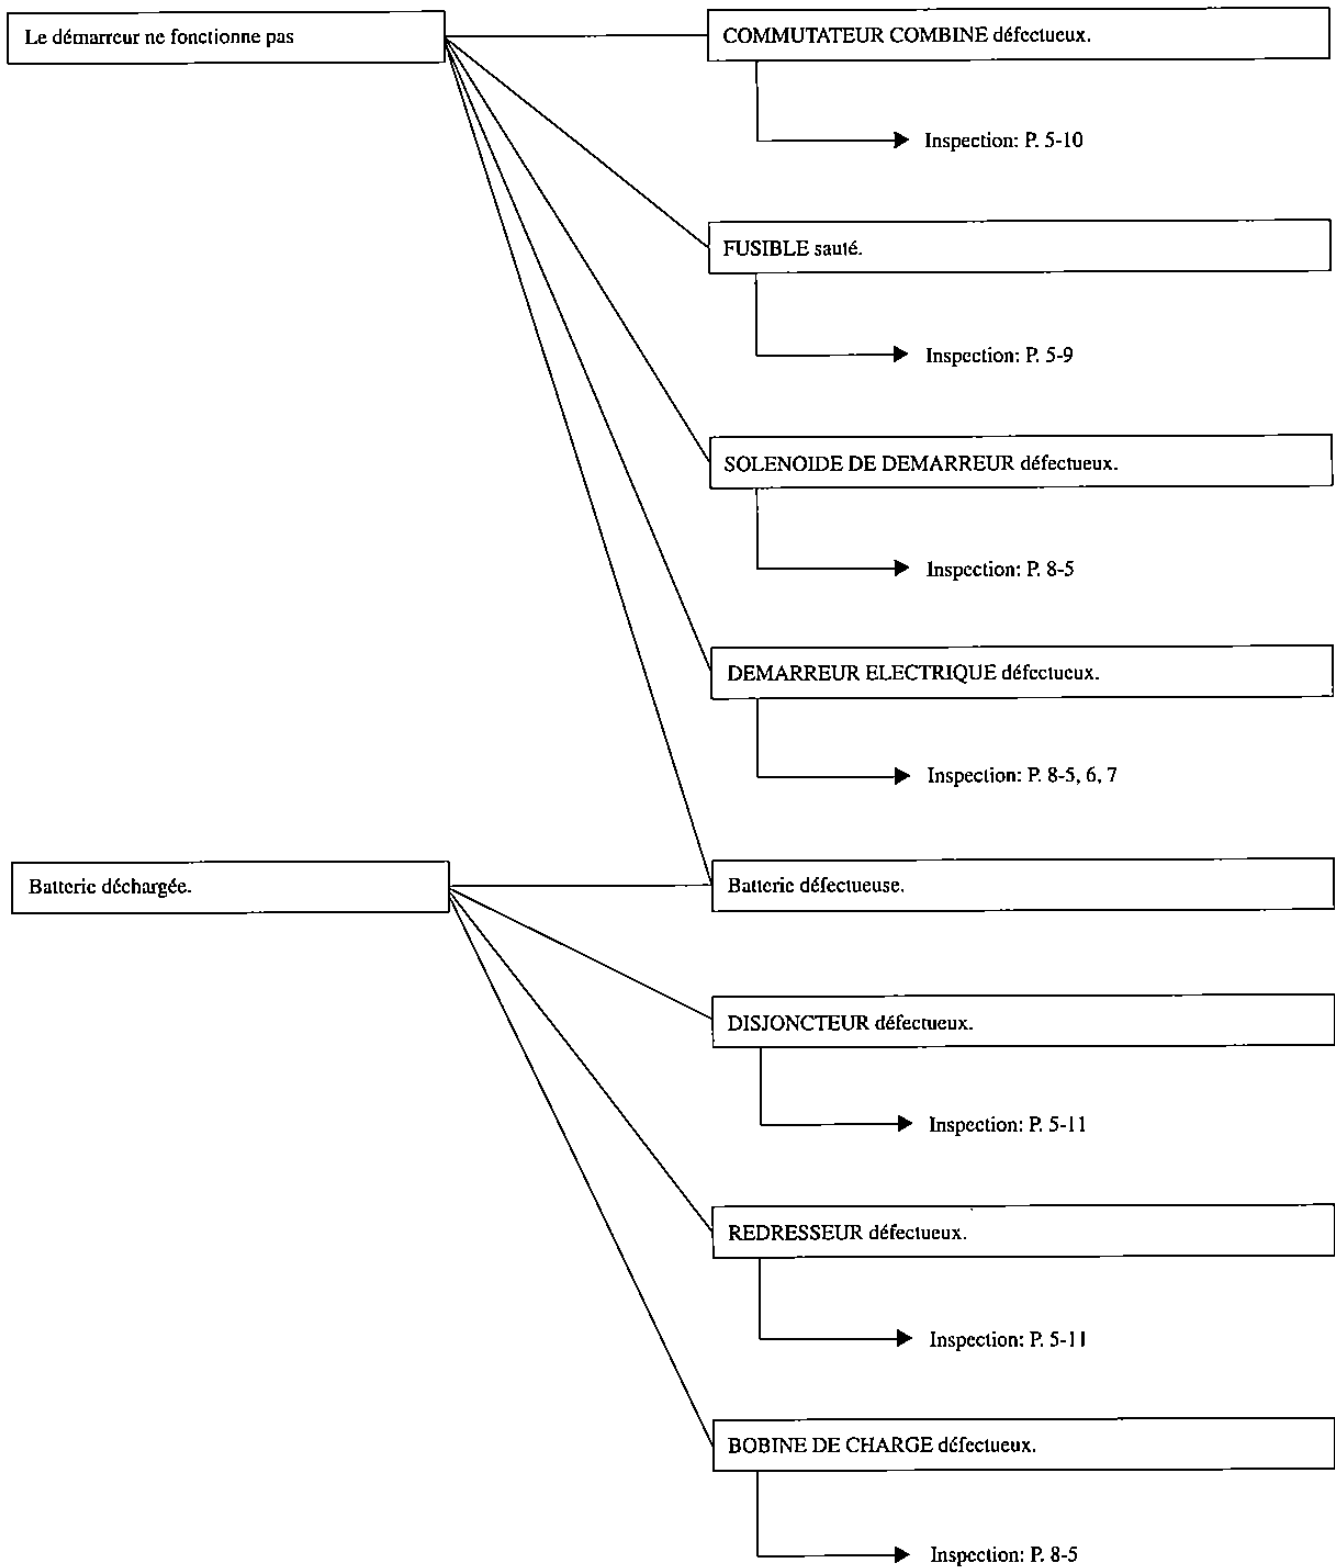 Le démarreur ne fonctionne pas
COMMUTATEUR COMBINE défectueux.
Inspection: P. 5-10
FUSIBLE sauté.
Inspection: P. 5-9
SOLENOIDE DE DEMARREUR défectueux.
Inspection: P. 8-5
DEMARREUR ELECTRIQUE défectueux.
Inspection: P. 8-5, 6, 7
Batterie déchargée.
Batterie défectueuse.
DISJONCTEUR défectueux.
Inspection: P. 5-11
REDRESSEUR défectueux.
Inspection: P. 5-11
BOBINE DE CHARGE défectueux.
Inspection: P. 8-5